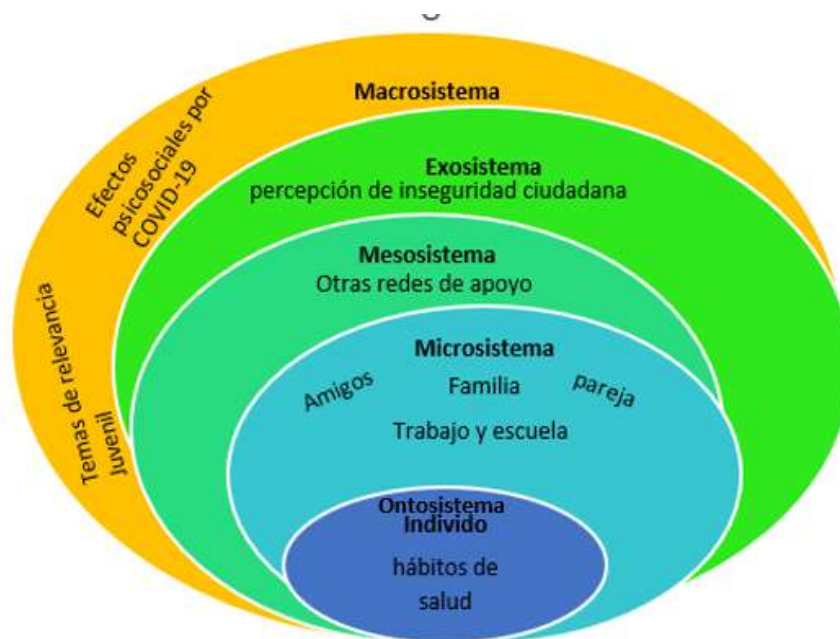 Macrosistema
Efectos
psicosociales por
COVID-19
Temas de relevancia
Juvenil
Exosistema
percepción de inseguridad ciudadana
Mesosistema
Otras redes de apoyo
Microsistema
Amigos Familia pareja
Trabajo y escuela
Ontosistema
Individo
hábitos de
salud